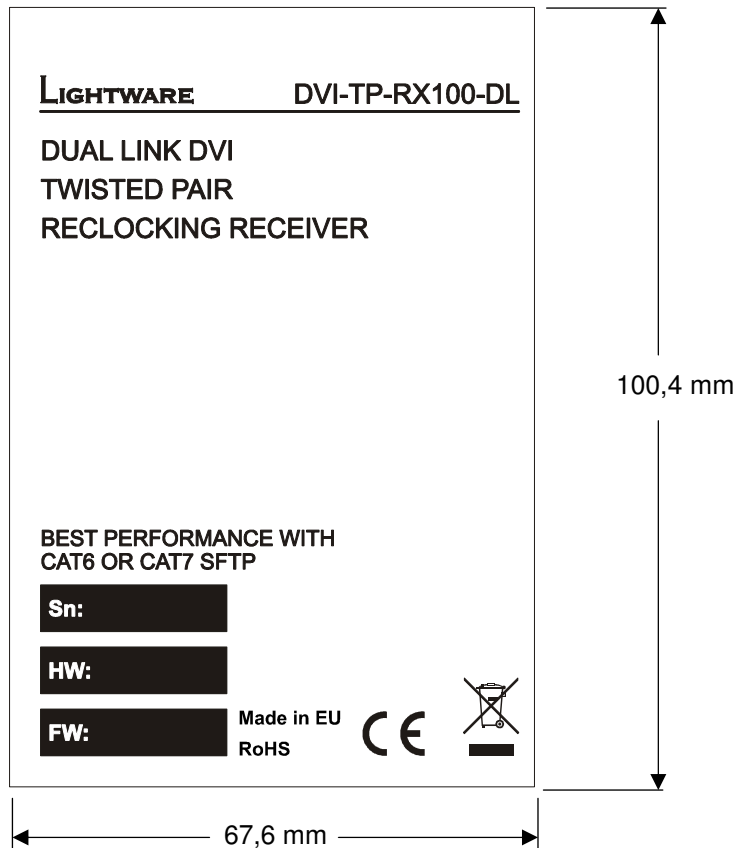 LIGHTWARE DVI-TP-RX100-DL
DUAL LINK DVI
TWISTED PAIR
RECLOCKING RECEIVER
100,4 mm
BEST PERFORMANCE WITH
CAT6 OR CAT7 SFTP
Sn:
HW:
FW:
Made in EU
RoHS
CE
67,6 mm